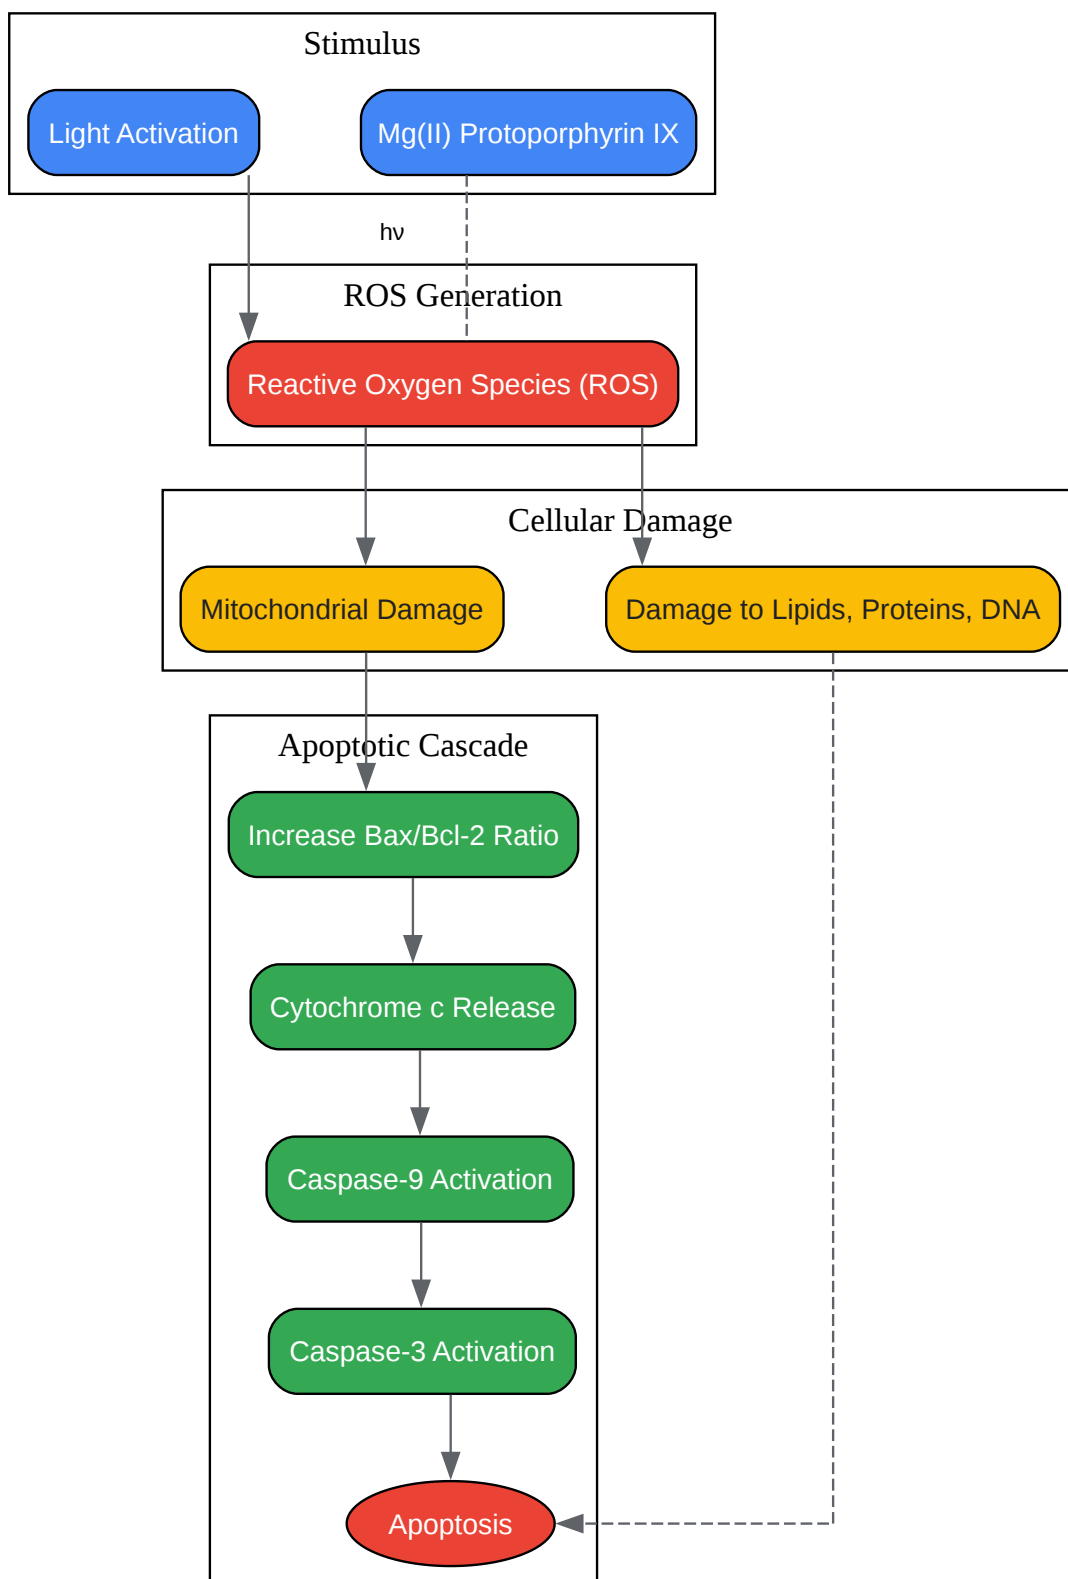 Stimulus
Light Activation
Mg(II) Protoporphyrin IX
hν
ROS Generation
Reactive Oxygen Species (ROS)
Cellular Damage
Mitochondrial Damage
Damage to Lipids, Proteins, DNA
Apoptotic Cascade
Increase Bax/Bcl-2 Ratio
Cytochrome c Release
Caspase-9 Activation
Caspase-3 Activation
Apoptosis